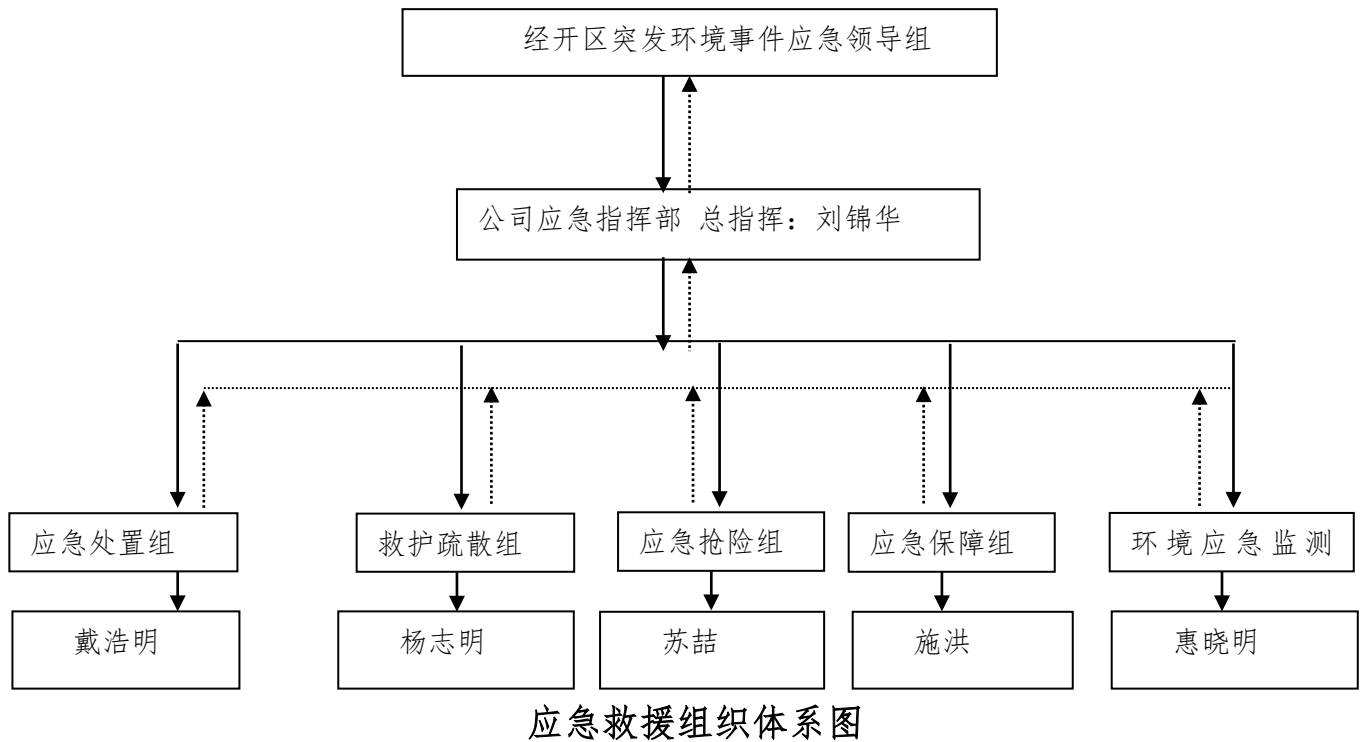 经开区突发环境事件应急领导组
公司应急指挥部 总指挥：刘锦华
应急处置组
救护疏散组
应急抢险组
应急保障组
环境应急监测
戴浩明
杨志明
苏喆
施洪
惠晓明
应急救援组织体系图